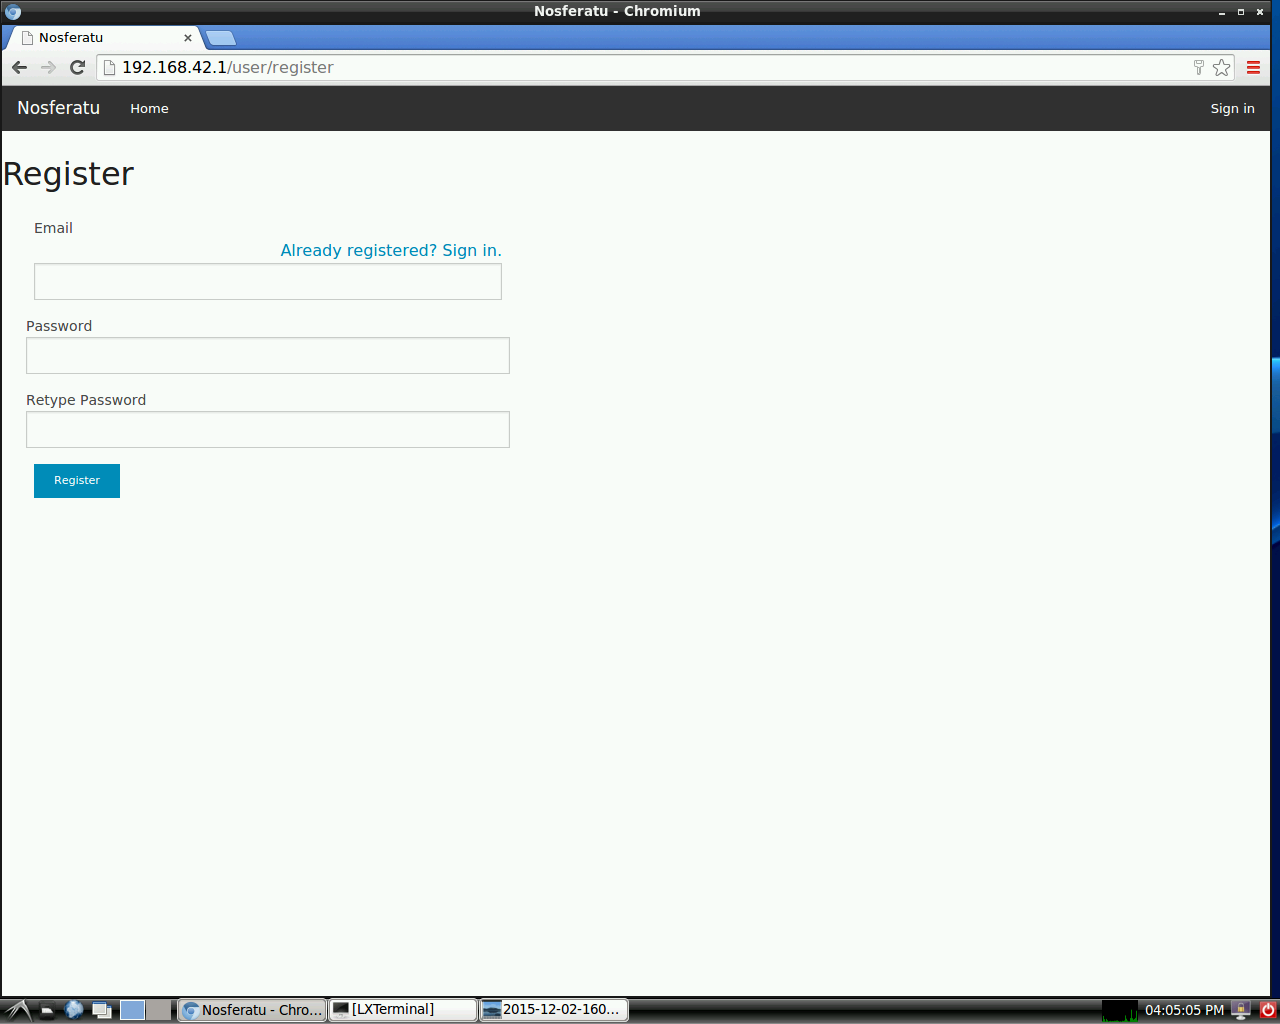 Nosferatu - Chromium
Nosferatu
192.168.42.1/user/register
Nosferatu Home Sign in
Register
Email
Already registered? Sign in.
Password
Retype Password
Register
Nosferatu - Chro... [LXTerminal] 2015-12-02-160... 04:05:05 PM